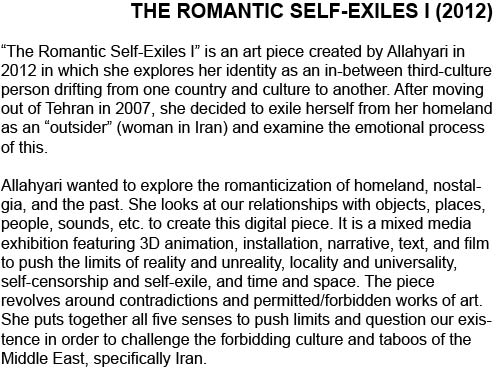 THE ROMANTIC SELF-EXILES I (2012)
“The Romantic Self-Exiles I” is an art piece created by Allahyari in
2012 in which she explores her identity as an in-between third-culture
person drifting from one country and culture to another. After moving
out of Tehran in 2007, she decided to exile herself from her homeland
as an “outsider” (woman in Iran) and examine the emotional process
of this.
Allahyari wanted to explore the romanticization of homeland, nostal-
gia, and the past. She looks at our relationships with objects, places,
people, sounds, etc. to create this digital piece. It is a mixed media
exhibition featuring 3D animation, installation, narrative, text, and film
to push the limits of reality and unreality, locality and universality,
self-censorship and self-exile, and time and space. The piece
revolves around contradictions and permitted/forbidden works of art.
She puts together all five senses to push limits and question our exis-
tence in order to challenge the forbidding culture and taboos of the
Middle East, specifically Iran.